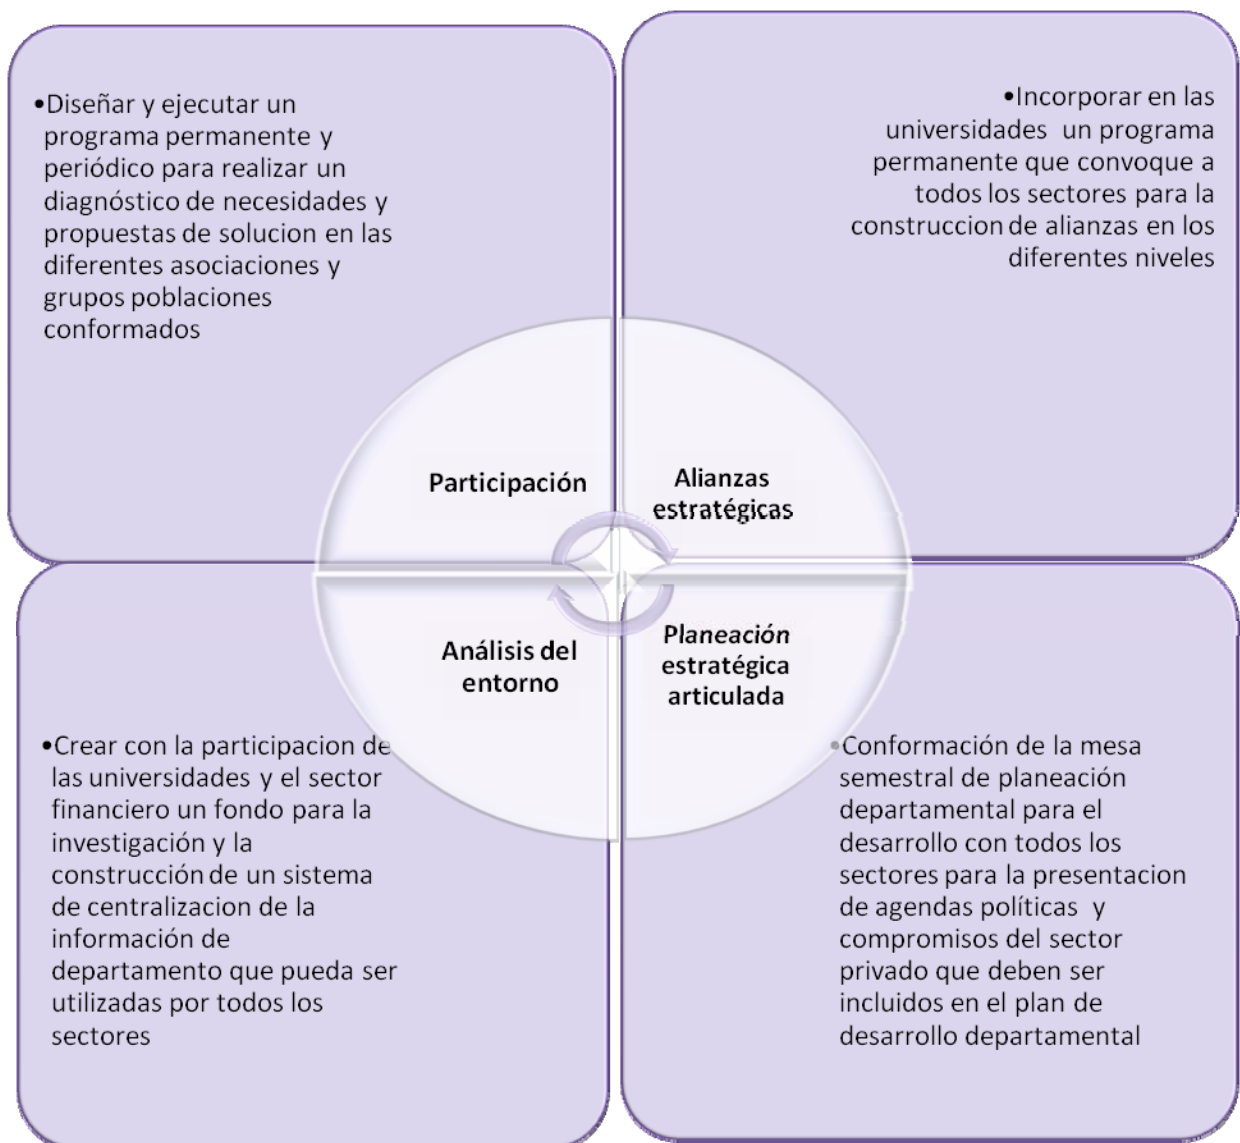 •Diseñar y ejecutar un
programa permanente y
periódico para realizar un
diagnóstico de necesidades y
propuestas de solucion en las
diferentes asociaciones y
grupos poblaciones
conformados
•Incorporar en las
universidades un programa
permanente que convoque a
todos los sectores para la
construccion de alianzas en los
diferentes niveles
Participación
Alianzas
estratégicas
Análisis del
entorno
Planeación
estratégica
articulada
•Crear con la participacion de
las universidades y el sector
financiero un fondo para la
investigación y la
construcción de un sistema
de centralizacion de la
información de
departamento que pueda ser
utilizadas por todos los
sectores
•Conformación de la mesa
semestral de planeación
departamental para el
desarrollo con todos los
sectores para la presentacion
de agendas políticas y
compromisos del sector
privado que deben ser
incluidos en el plan de
desarrollo departamental